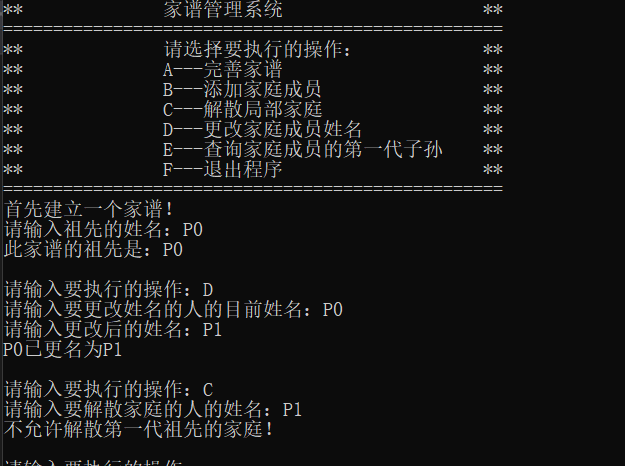 ** 家谱管理系统 **
==================================================
** 请选择要执行的操作： **
** A---完善家谱 **
** B---添加家庭成员 **
** C---解散局部家庭 **
** D---更改家庭成员姓名 **
** E---查询家庭成员的第一代子孙 **
** F---退出程序 **
==================================================
首先建立一个家谱！
请输入祖先的姓名：P0
此家谱的祖先是：P0
请输入要执行的操作：D
请输入要更改姓名的人的目前姓名：P0
请输入更改后的姓名：P1
P0已更名为P1
请输入要执行的操作：C
请输入要解散家庭的人的姓名：P1
不允许解散第一代祖先的家庭！
请输入要执行的操作